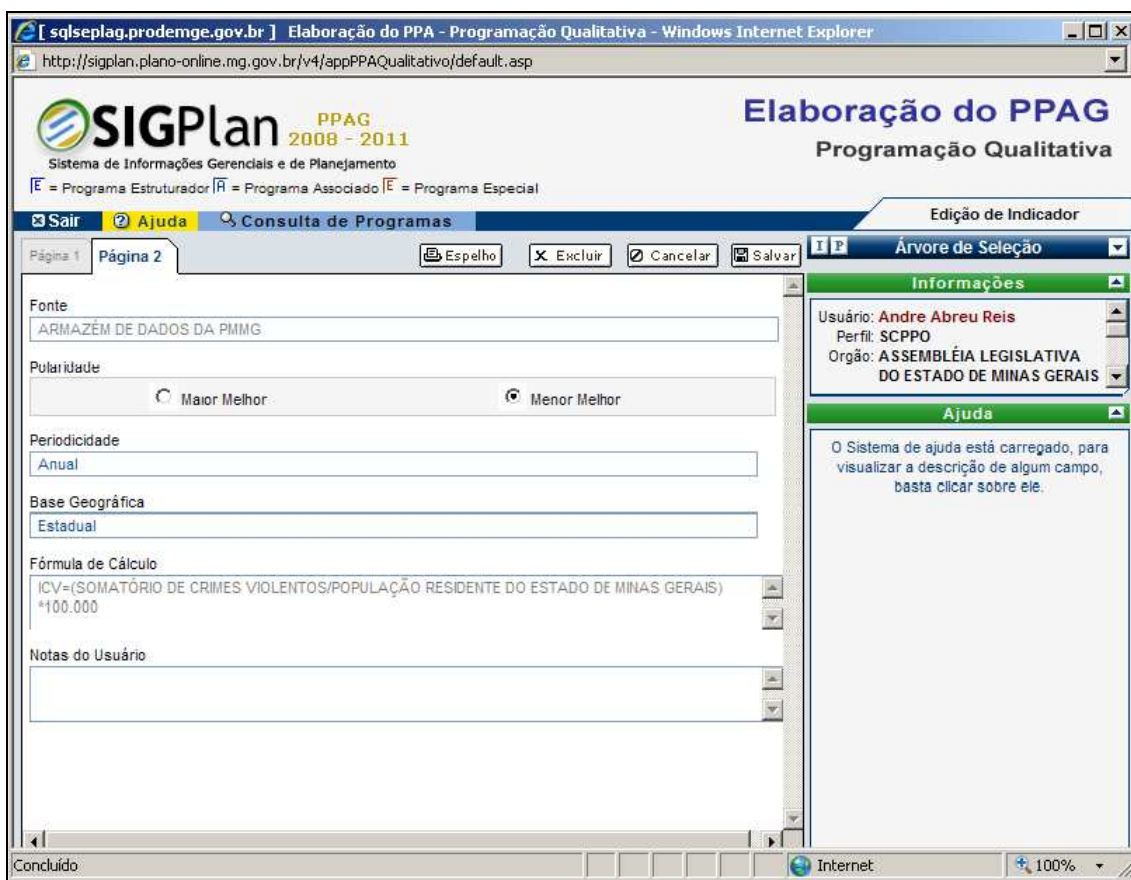 [ sqlseplag.prodemge.gov.br ] Elaboração do PPA - Programação Qualitativa - Windows Internet Explorer
http://sigplan.plano-online.mg.gov.br/v4/appPPAQualitativo/default.asp
SIGPlan PPAG
2008 - 2011
Sistema de Informações Gerenciais e de Planejamento
E = Programa Estruturador A = Programa Associado E = Programa Especial
Elaboração do PPAG
Programação Qualitativa
Sair ? Ajuda Consulta de Programas
Edição de Indicador
Página 1 Página 2 Espelho Excluir Cancelar Salvar
I P Árvore de Seleção
Fonte
ARMAZÉM DE DADOS DA PMMG
Polaridade
Maior Melhor Menor Melhor
Periodicidade
Anual
Base Geográfica
Estadual
Fórmula de Cálculo
ICV=(SOMATÓRIO DE CRIMES VIOLENTOS/POPULAÇÃO RESIDENTE DO ESTADO DE MINAS GERAIS)
*100.000
Notas do Usuário
Informações
Usuário: Andre Abreu Reis
Perfil: SCPPO
Orgão: ASSEMBLÉIA LEGISLATIVA
DO ESTADO DE MINAS GERAIS
Ajuda
O Sistema de ajuda está carregado, para
visualizar a descrição de algum campo,
basta clicar sobre ele.
Concluído Internet 100%